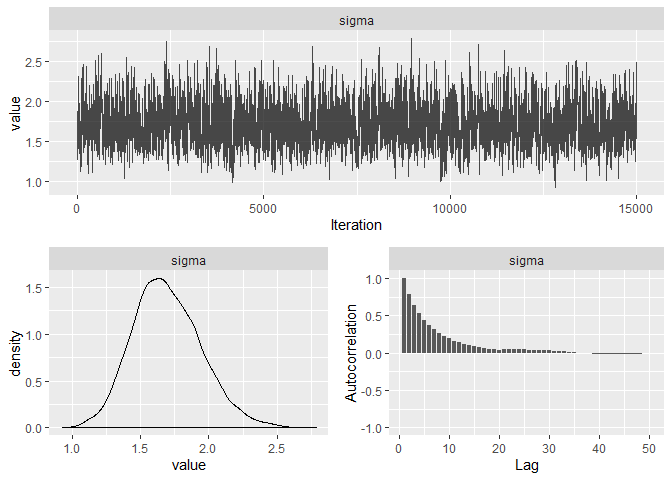 sigma
value
2.5
2.0
1.5
1.0
0 5000 10000 15000
Iteration
sigma
density
1.5
1.0
0.5
0.0
1.0 1.5 2.0 2.5
value
sigma
Autocorrelation
1.0
0.5
0.0
-0.5
-1.0
0 10 20 30 40 50
Lag